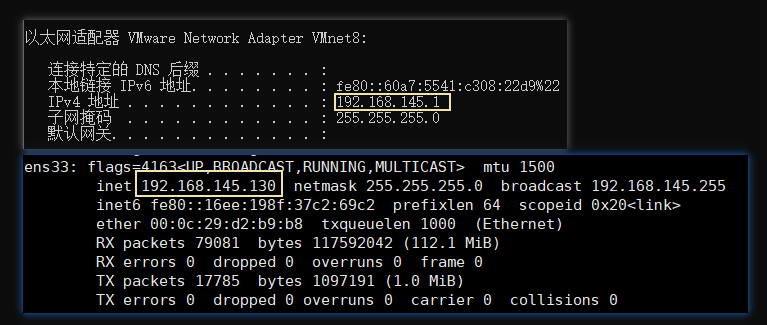 以太网适配器 VMware Network Adapter VMnet8:
连接特定的 DNS 后缀 . . . . . . . :
本地链接 IPv6 地址. . . . . . . . : fe80::60a7:5541:c308:22d9%22
IPv4 地址 . . . . . . . . . . . . : 192.168.145.1
子网掩码 . . . . . . . . . . . . : 255.255.255.0
默认网关. . . . . . . . . . . . . :
ens33: flags=4163<UP,BROADCAST,RUNNING,MULTICAST>  mtu 1500
inet 192.168.145.130  netmask 255.255.255.0  broadcast 192.168.145.255
inet6 fe80::16ee:198f:37c2:69c2  prefixlen 64  scopeid 0x20<link>
ether 00:0c:29:d2:b9:b8  txqueuelen 1000  (Ethernet)
RX packets 79081  bytes 117592042 (112.1 MiB)
RX errors 0  dropped 0  overruns 0  frame 0
TX packets 17785  bytes 1097191 (1.0 MiB)
TX errors 0  dropped 0 overruns 0  carrier 0  collisions 0